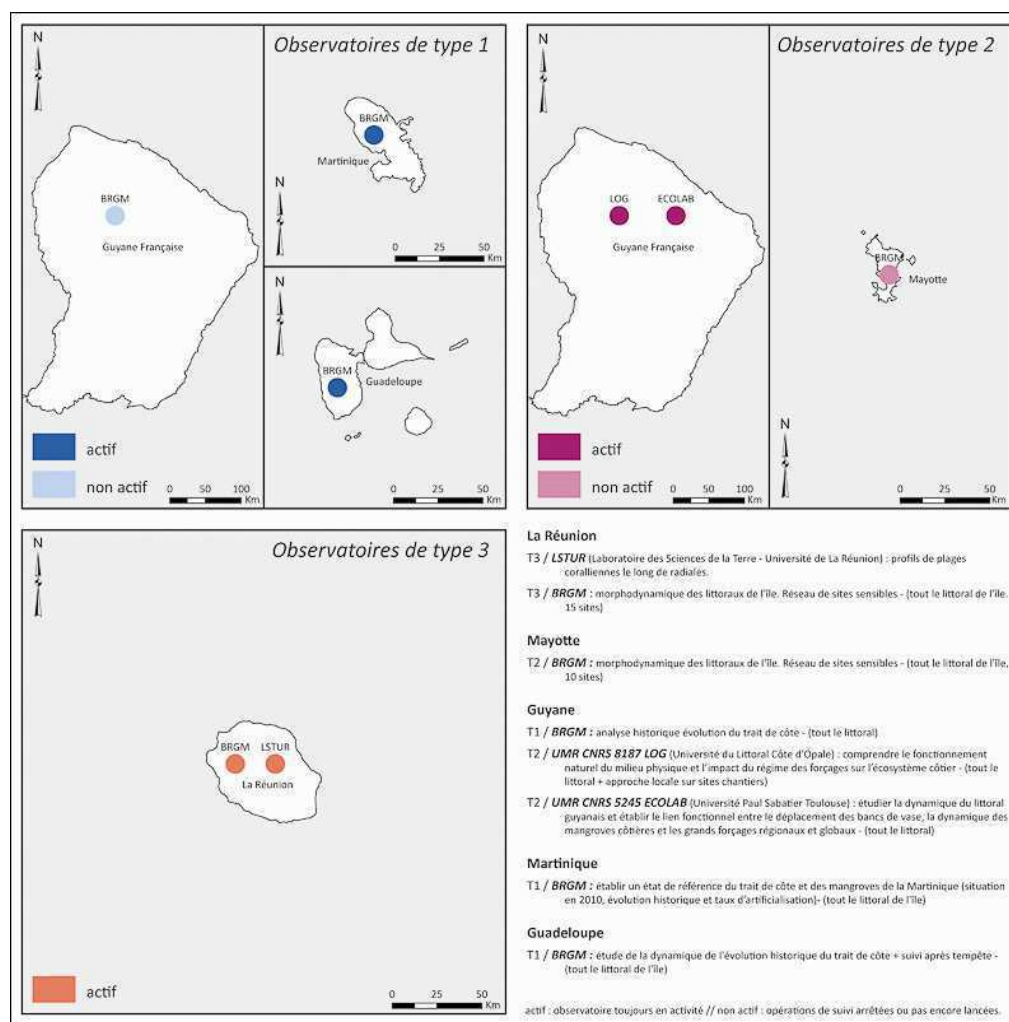 N
Observatoires de type 1
BRGM
Martinique
N
0 25 50
Km
BRGM
Guyane Française
N
BRGM
Guadeloupe
actif
non actif
0 50 100
Km
0 25 50
Km
N
Observatoires de type 2
LOG ECOLAB
Guyane Française
BRGM
Mayotte
N
actif
non actif
0 50 100
Km
0 25 50
Km
N
Observatoires de type 3
BRGM LSTUR
La Réunion
actif
0 25 50
Km
La Réunion
T3 / LSTUR (Laboratoire des Sciences de la Terre - Université de La Réunion) : profils de plages
coralliennes le long de radiales.
T3 / BRGM : morphodynamique des littoraux de l'île. Réseau de sites sensibles - (tout le littoral de l'île.
15 sites)
Mayotte
T2 / BRGM : morphodynamique des littoraux de l'île. Réseau de sites sensibles - (tout le littoral de l'île,
10 sites)
Guyane
T1 / BRGM : analyse historique évolution du trait de côte - (tout le littoral)
T2 / UMR CNRS 8187 LOG (Université du Littoral Côte d'Opale) : comprendre le fonctionnement
naturel du milieu physique et l'impact du régime des forçages sur l'écosystème côtier - (tout le
littoral + approche locale sur sites chantiers)
T2 / UMR CNRS 5245 ECOLAB (Université Paul Sabatier Toulouse) : étudier la dynamique du littoral
guyanais et établir le lien fonctionnel entre le déplacement des bancs de vase, la dynamique des
mangroves côtières et les grands forçages régionaux et globaux - (tout le littoral)
Martinique
T1 / BRGM : établir un état de référence du trait de côte et des mangroves de la Martinique (situation
en 2010, évolution historique et taux d'artificialisation)- (tout le littoral de l'île)
Guadeloupe
T1 / BRGM : étude de la dynamique de l'évolution historique du trait de côte + suivi après tempête -
(tout le littoral de l'île)
actif : observatoire toujours en activité // non actif : opérations de suivi arrêtées ou pas encore lancées.